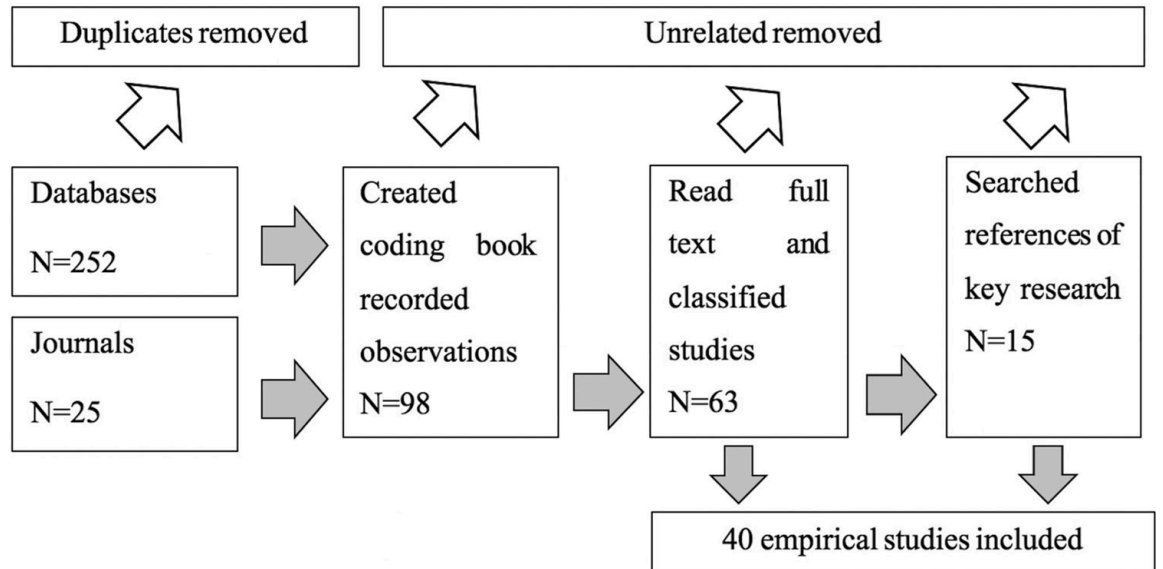 Duplicates removed
Unrelated removed
Databases
N=252
Journals
N=25
Created
coding book
recorded
observations
N=98
Read full
text and
classified
studies
N=63
Searched
references of
key research
N=15
40 empirical studies included